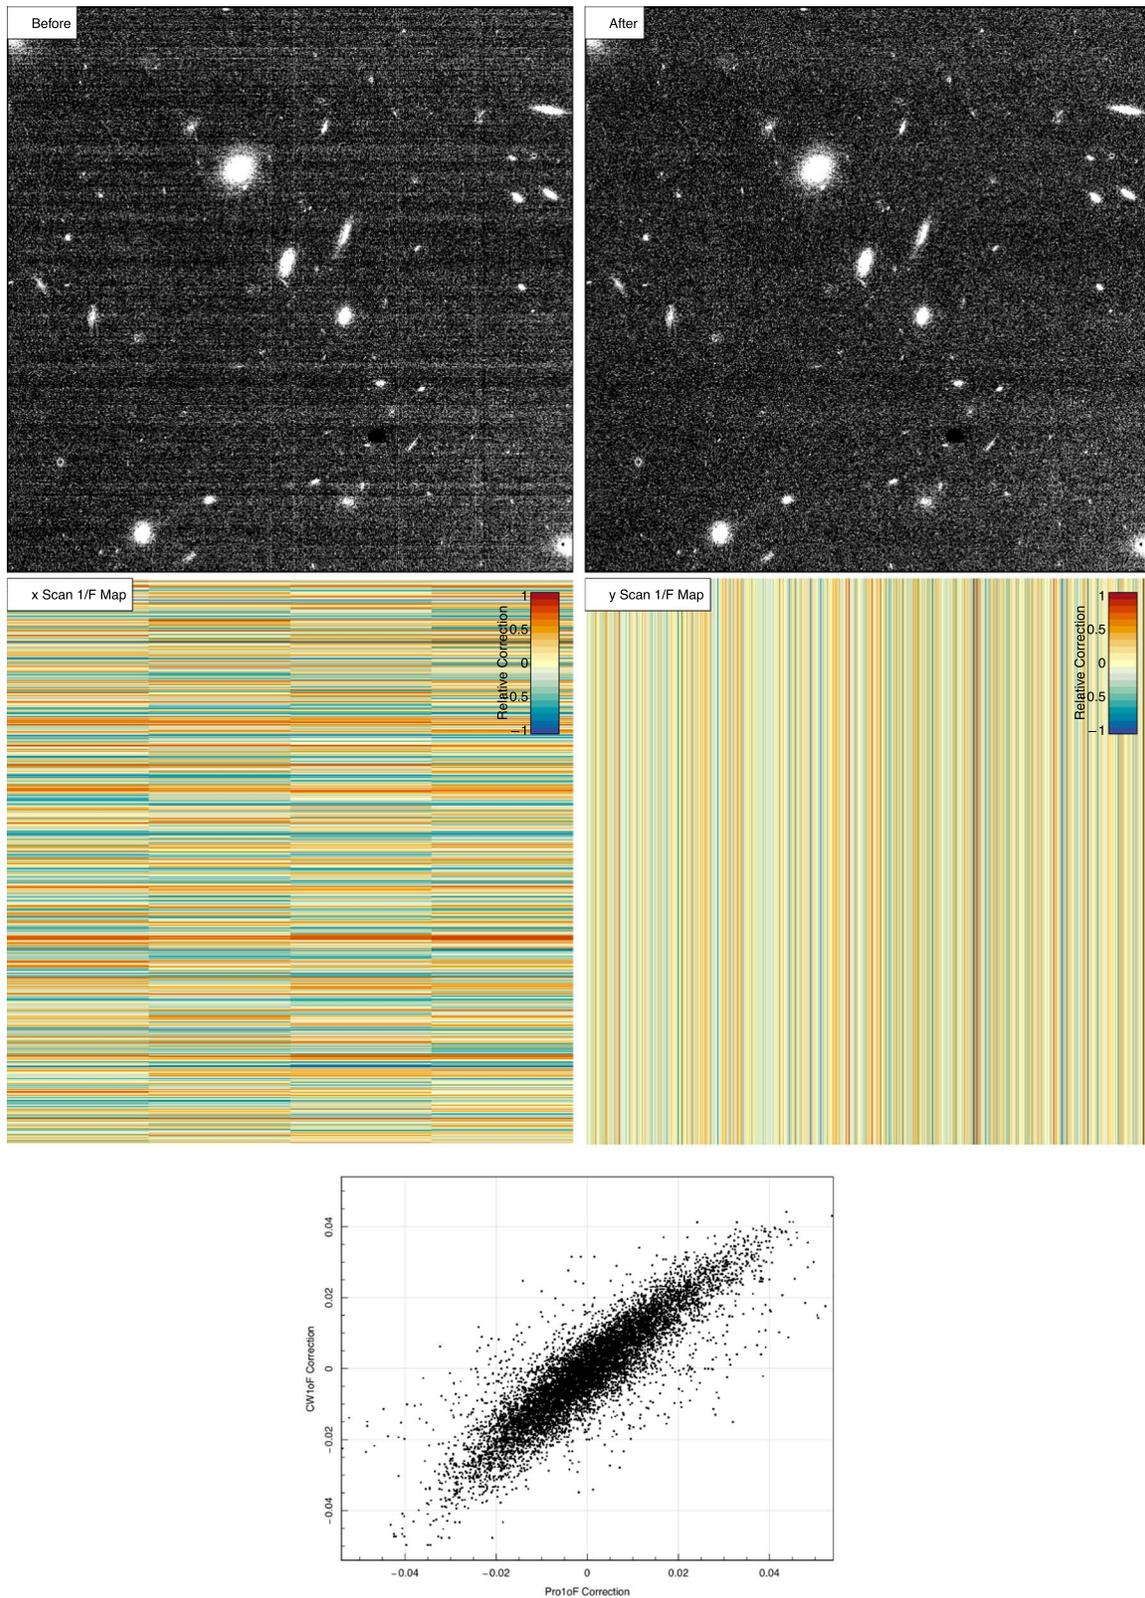 Before
After
x Scan 1/F Map
Relative Correction
1
0.5
0
0.5
−1
y Scan 1/F Map
Relative Correction
1
0.5
0
0.5
−1
CW1oF Correction
0.04
0.02
0
−0.02
−0.04
−0.04
−0.02
0
0.02
0.04
Pro1oF Correction